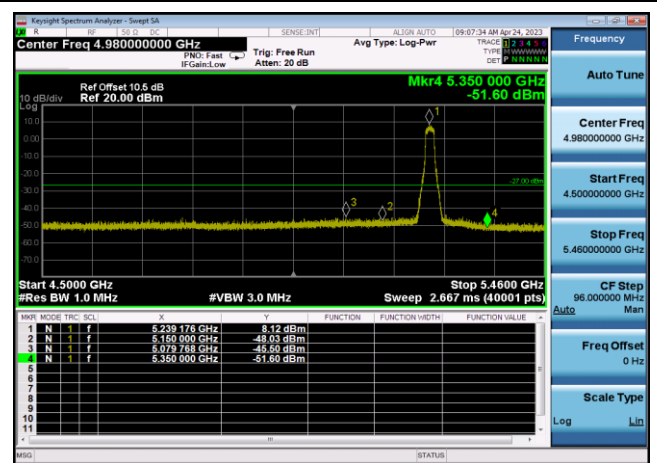 Keysight Spectrum Analyzer - Swept SA
R RF 50 Ω DC SENSE:INT ALIGN AUTO 09:07:34 AM Apr 24, 2023
Center Freq 4.980000000 GHz
PNO: Fast
IFGain:Low
Trig: Free Run
Atten: 20 dB
Avg Type: Log-Pwr
TRACE 1 2 3 4 5 6
TYPE M WWWWW
DET P N N N N N
Ref Offset 10.5 dB
10 dB/div Ref 20.00 dBm
Log
Mkr4 5.350 000 GHz
-51.60 dBm
10.0
0.00
-10.0
-20.0
-30.0
-40.0
-50.0
-60.0
-70.0
1
-27.00 dBm
3
2
4
Start 4.5000 GHz Stop 5.4600 GHz
#Res BW 1.0 MHz #VBW 3.0 MHz Sweep 2.667 ms (40001 pts)
MKR MODE TRC SCL X Y FUNCTION FUNCTION WIDTH FUNCTION VALUE
1 N 1 f 5.239 176 GHz 8.12 dBm
2 N 1 f 5.150 000 GHz -48.03 dBm
3 N 1 f 5.079 768 GHz -45.50 dBm
4 N 1 f 5.350 000 GHz -51.60 dBm
5
6
7
8
9
10
11
MSG STATUS
Frequency
Auto Tune
Center Freq
4.980000000 GHz
Start Freq
4.500000000 GHz
Stop Freq
5.460000000 GHz
CF Step
96.000000 MHz
Auto Man
Freq Offset
0 Hz
Scale Type
Log Lin